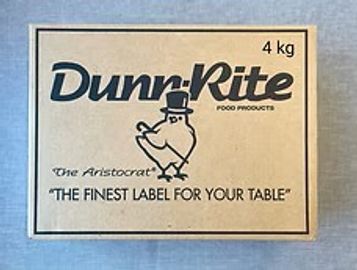 4 kg
Dunn-Rite
FOOD PRODUCTS
The Aristocrat®
"THE FINEST LABEL FOR YOUR TABLE"